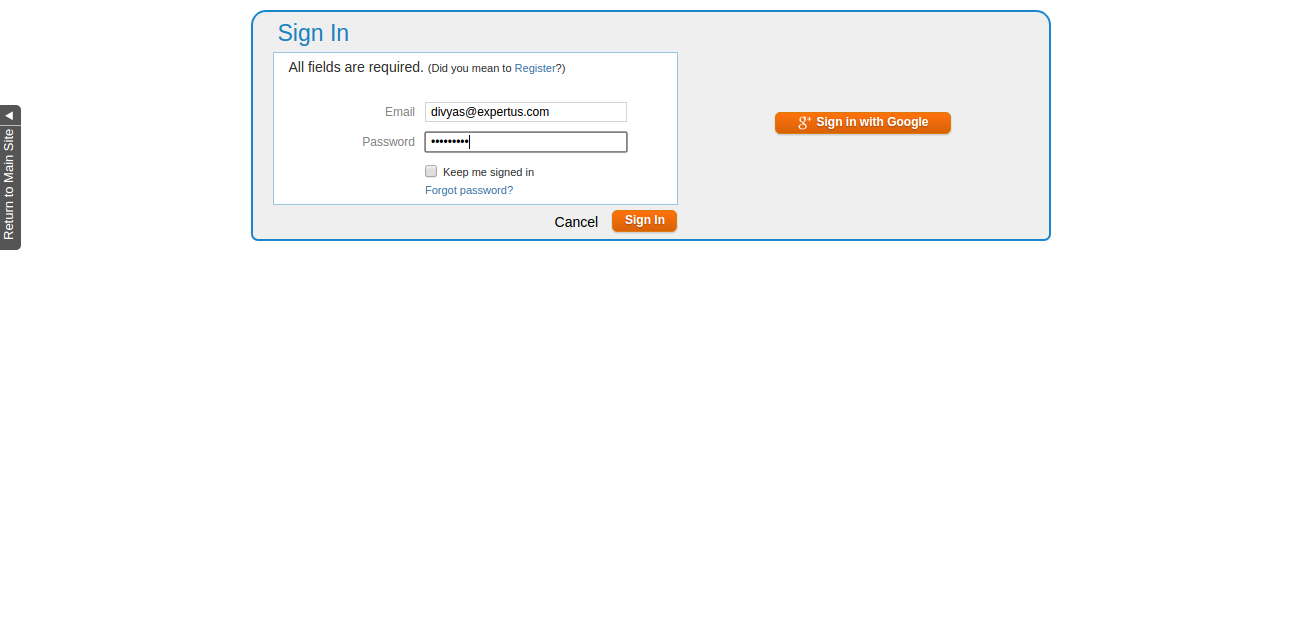 Sign In
All fields are required. (Did you mean to Register?)
Email divyas@expertus.com
Password •••••••••
Keep me signed in
Forgot password?
Cancel Sign In
g+ Sign in with Google
Return to Main Site